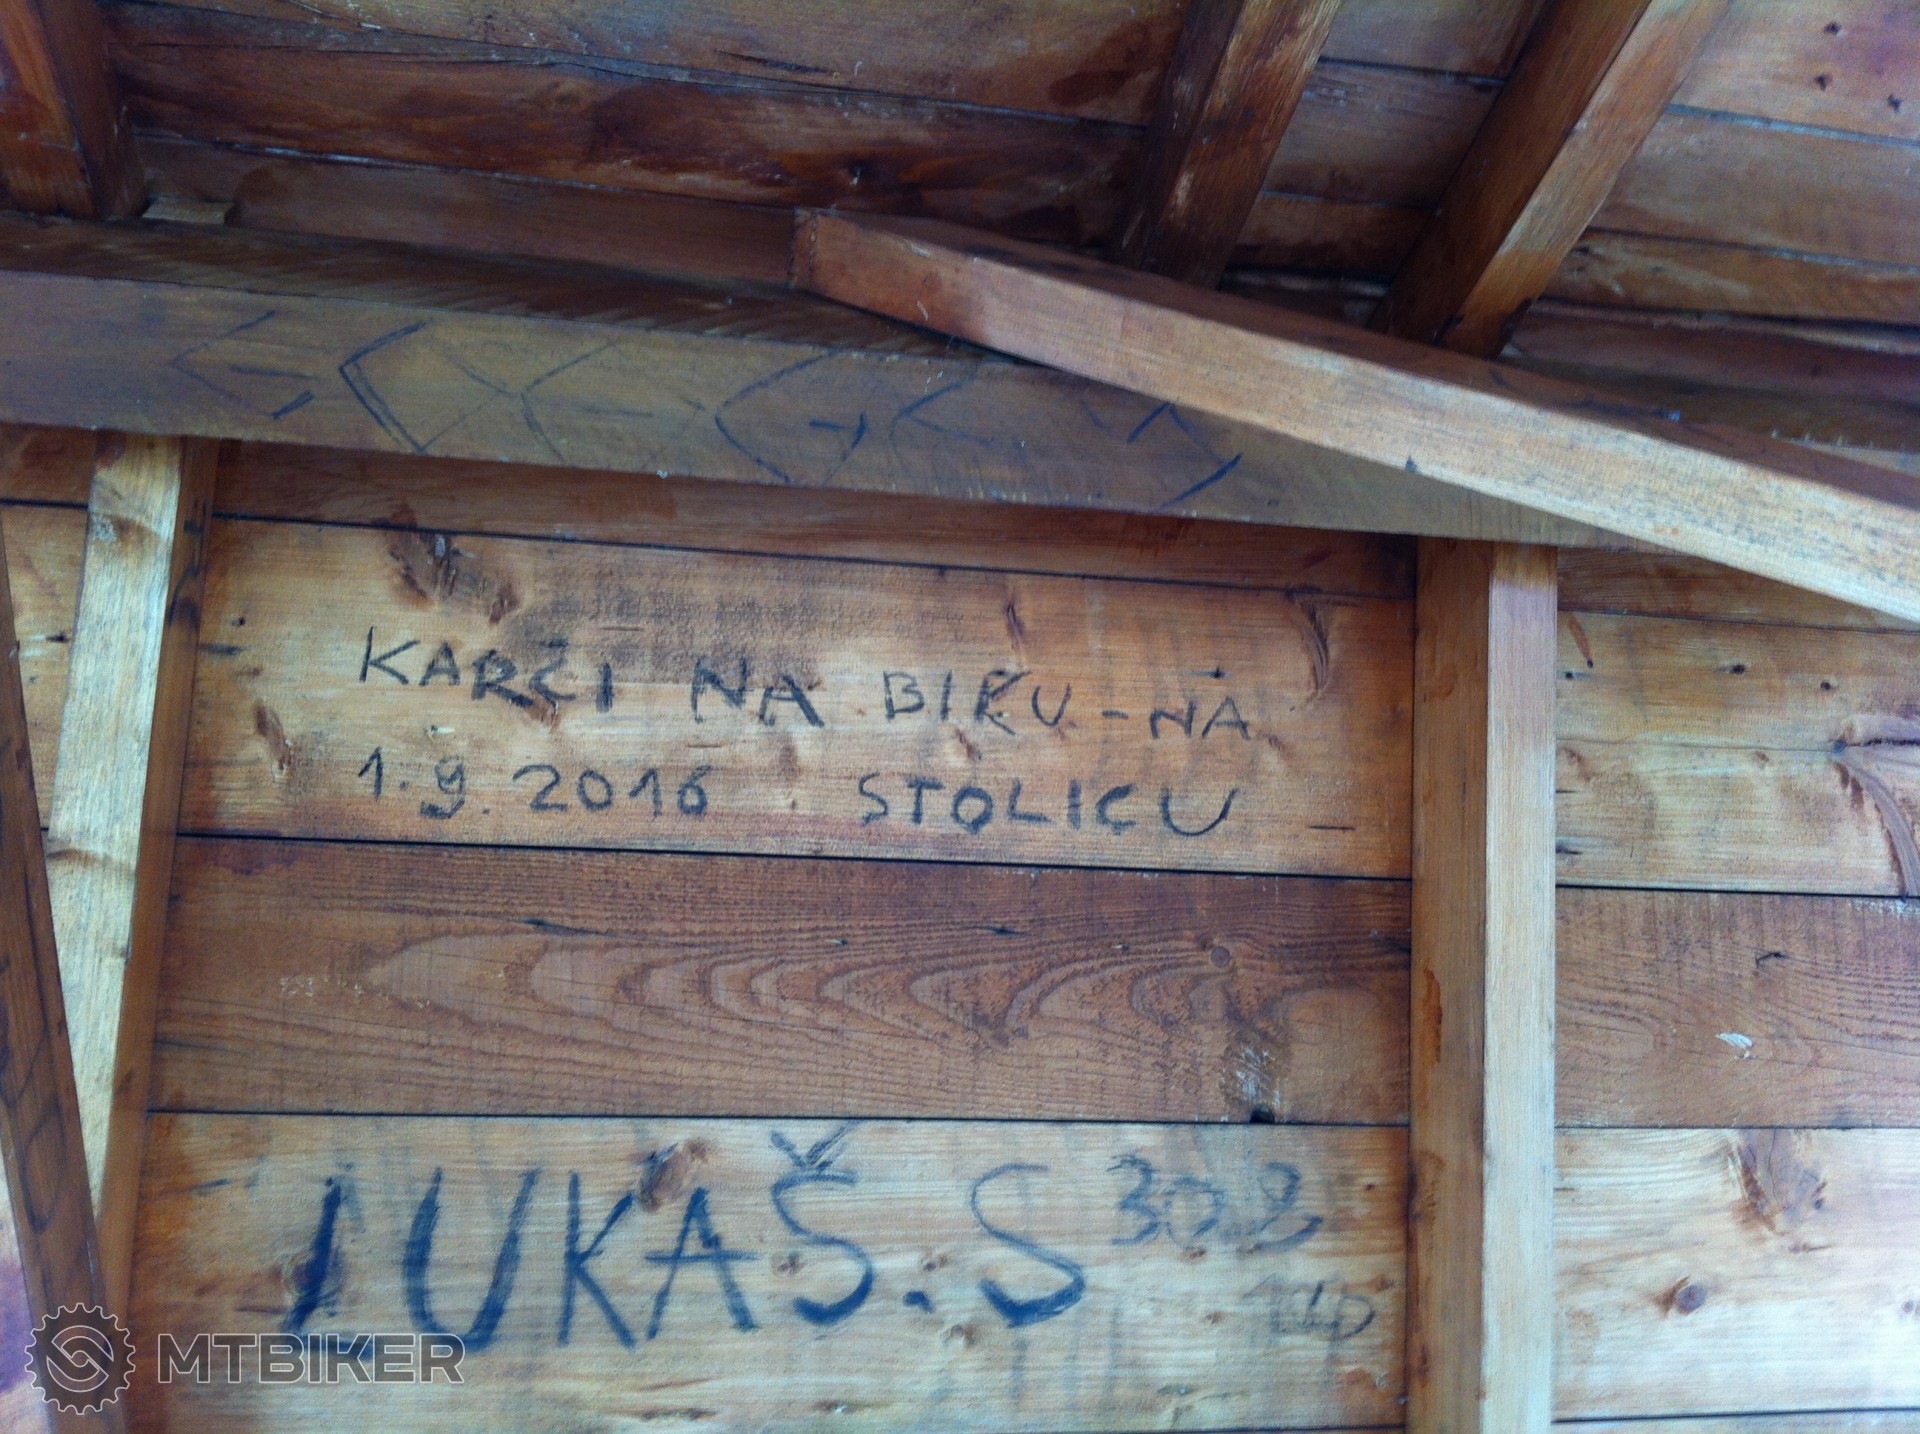 KARČI NA BIKU - NA
1.9.2016 STOLICU
LUKÁŠ.S 30.8
MTBIKER